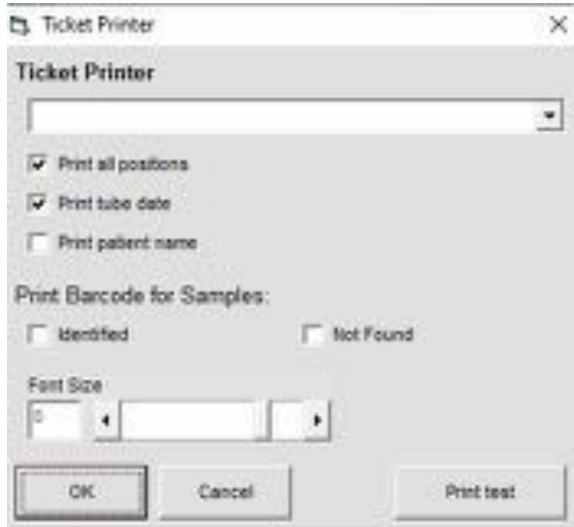 Ticket Printer
Ticket Printer
Print all positions
Print tube date
Print patient name
Print Barcode for Samples:
Identified Not Found
Font Size
0
OK Cancel Print test